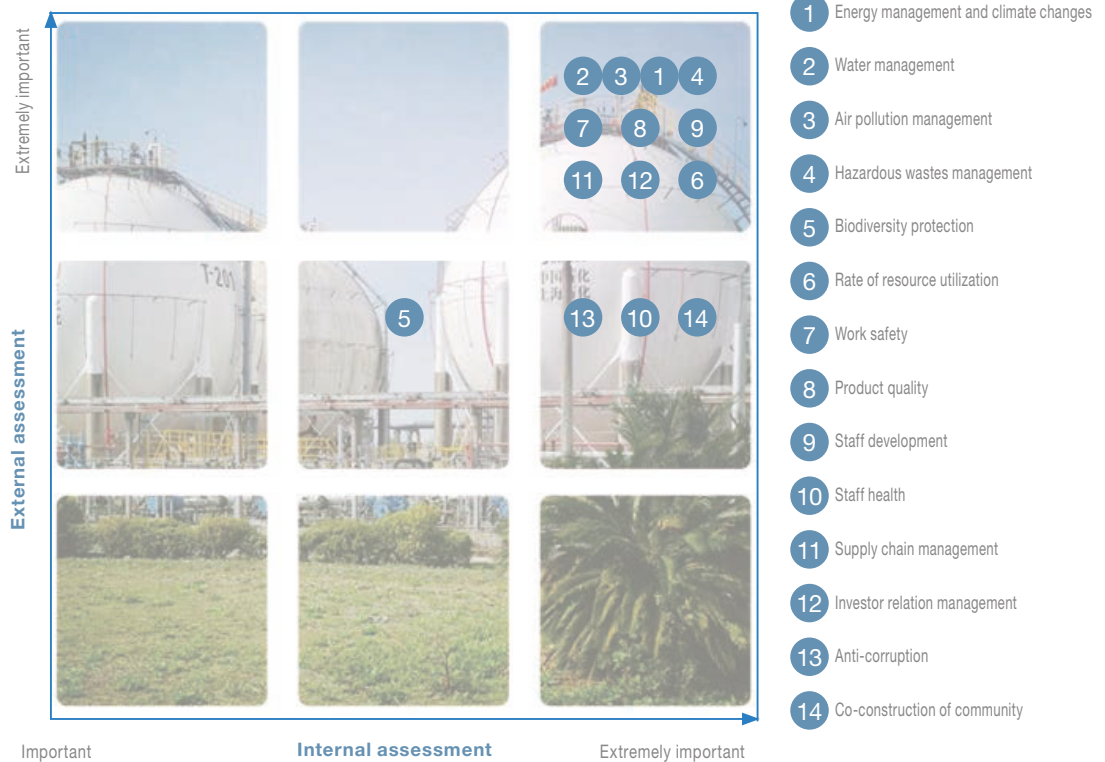 Extremely important
External assessment
2 3 1 4
7 8 9
11 12 6
5
13 10 14
T-201
Important
Internal assessment
Extremely important
1 Energy management and climate changes
2 Water management
3 Air pollution management
4 Hazardous wastes management
5 Biodiversity protection
6 Rate of resource utilization
7 Work safety
8 Product quality
9 Staff development
10 Staff health
11 Supply chain management
12 Investor relation management
13 Anti-corruption
14 Co-construction of community